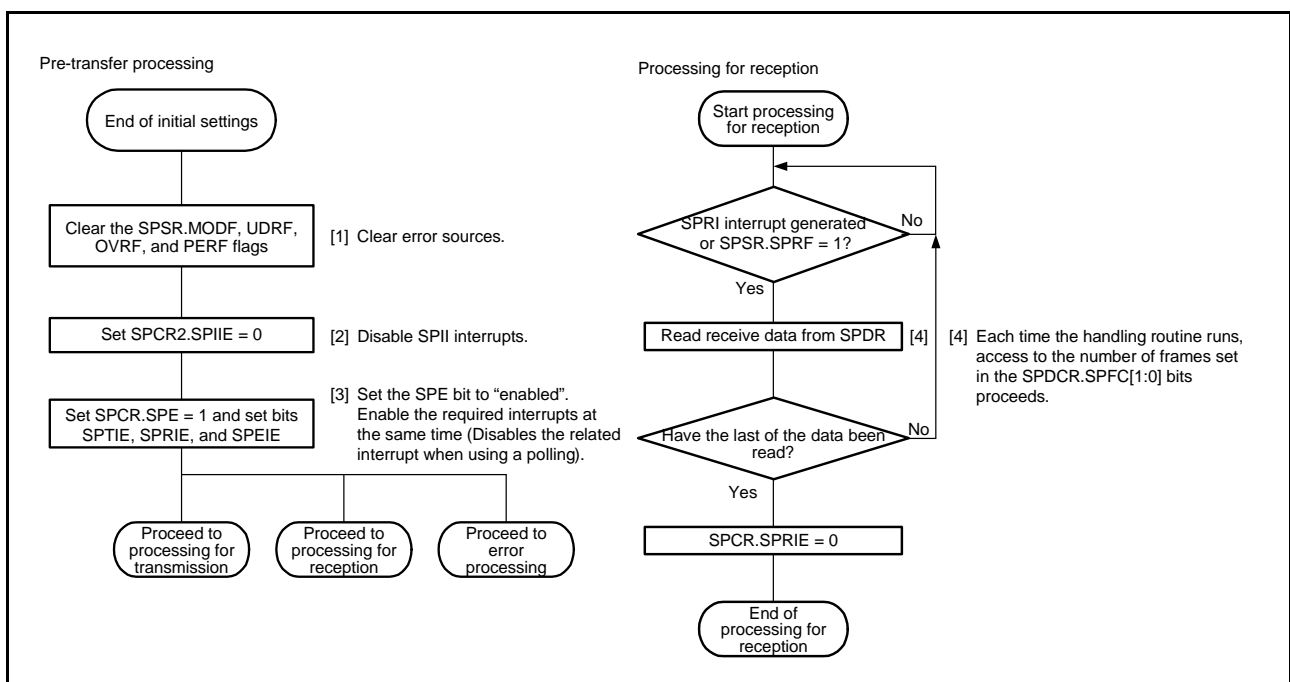 Pre-transfer processing
End of initial settings
Clear the SPSR.MODF, UDRF,
OVRF, and PERF flags
[1] Clear error sources.
Set SPCR2.SPIIE = 0
[2] Disable SPII interrupts.
Set SPCR.SPE = 1 and set bits
SPTIE, SPRIE, and SPEIE
[3] Set the SPE bit to “enabled”.
Enable the required interrupts at
the same time (Disables the related
interrupt when using a polling).
Proceed to
processing for
transmission
Proceed to
processing for
reception
Proceed to
error
processing
Processing for reception
Start processing
for reception
SPRI interrupt generated
or SPSR.SPRF = 1?
No
Yes
Read receive data from SPDR
[4]
[4] Each time the handling routine runs,
access to the number of frames set
in the SPDCR.SPFC[1:0] bits
proceeds.
Have the last of the data been
read?
No
Yes
SPCR.SPRIE = 0
End of
processing for
reception